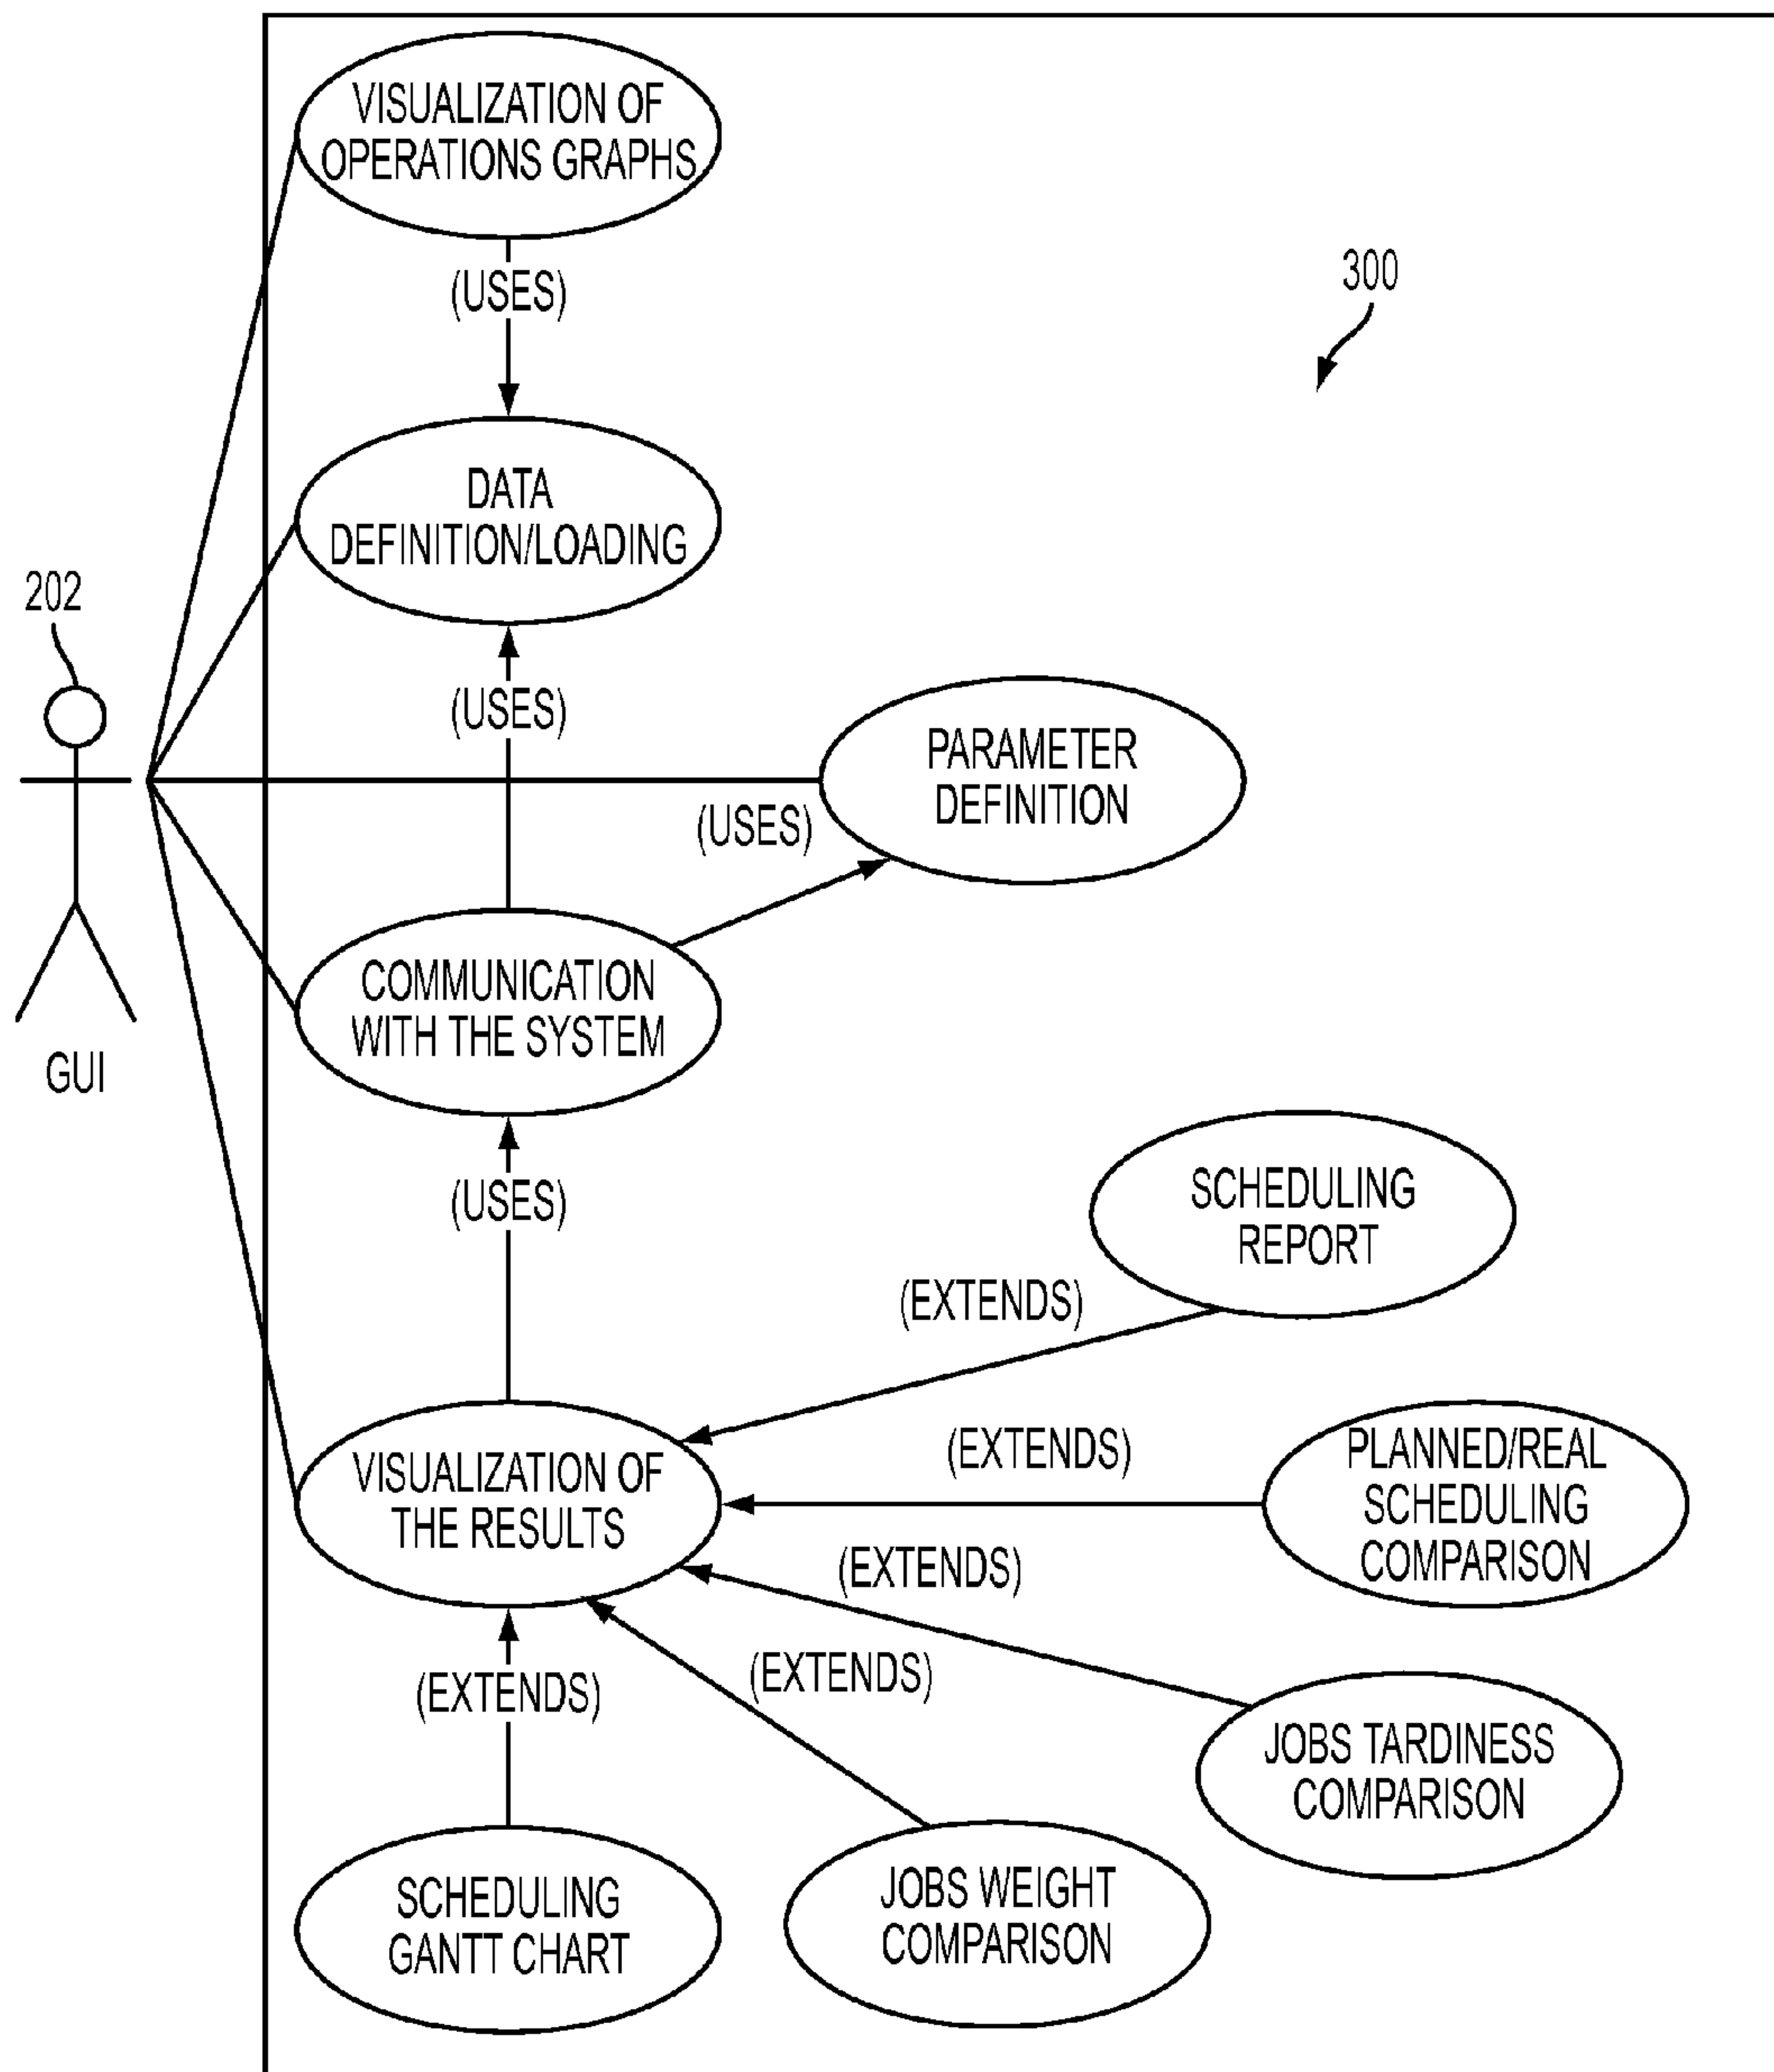 VISUALIZATION OF
OPERATIONS GRAPHS
(USES)
300
DATA
DEFINITION/LOADING
202
(USES)
PARAMETER
DEFINITION
(USES)
COMMUNICATION
WITH THE SYSTEM
GUI
(USES)
SCHEDULING
REPORT
(EXTENDS)
(EXTENDS)
PLANNED/REAL
SCHEDULING
COMPARISON
VISUALIZATION OF
THE RESULTS
(EXTENDS)
(EXTENDS)
(EXTENDS)
JOBS TARDINESS
COMPARISON
SCHEDULING
GANTT CHART
JOBS WEIGHT
COMPARISON